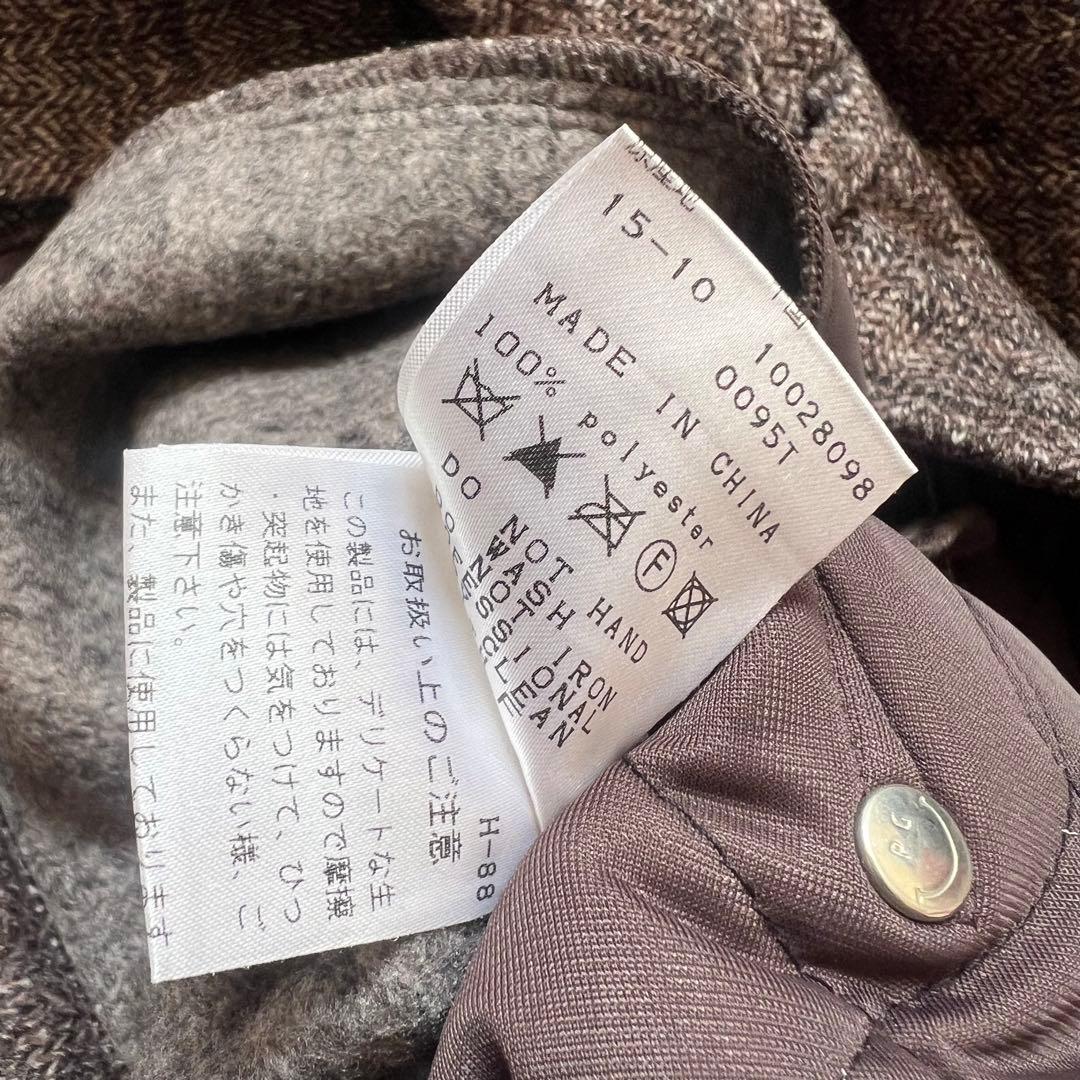 15-10
10028098
0095T
MADE IN CHINA
100% polyester
F
DO NOT HAND
WASH
IRON
H-88
お取扱い上のご注意
この製品には、デリケートな生
地を使用しておりますので磨擦
・突起物には気をつけて、ひっ
かき傷や穴をつくらない様、ご
注意下さい。
また、製品に使用しております
PGT